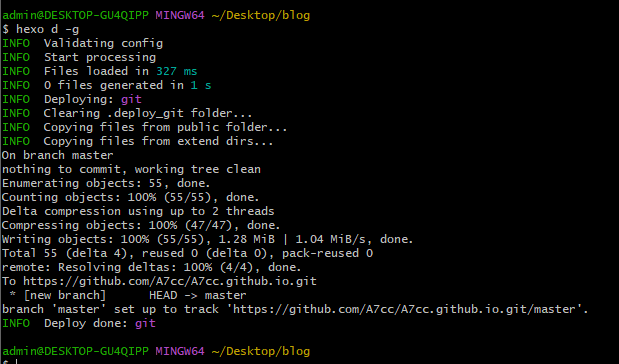 admin@DESKTOP-GU4QIPP MINGW64 ~/Desktop/blog
$ hexo d -g
INFO  Validating config
INFO  Start processing
INFO  Files loaded in 327 ms
INFO  0 files generated in 1 s
INFO  Deploying: git
INFO  Clearing .deploy_git folder...
INFO  Copying files from public folder...
INFO  Copying files from extend dirs...
On branch master
nothing to commit, working tree clean
Enumerating objects: 55, done.
Counting objects: 100% (55/55), done.
Delta compression using up to 2 threads
Compressing objects: 100% (47/47), done.
Writing objects: 100% (55/55), 1.28 MiB | 1.04 MiB/s, done.
Total 55 (delta 4), reused 0 (delta 0), pack-reused 0
remote: Resolving deltas: 100% (4/4), done.
To https://github.com/A7cc/A7cc.github.io.git
 * [new branch]      HEAD -> master
branch 'master' set up to track 'https://github.com/A7cc/A7cc.github.io.git/master'.
INFO  Deploy done: git
admin@DESKTOP-GU4QIPP MINGW64 ~/Desktop/blog
$